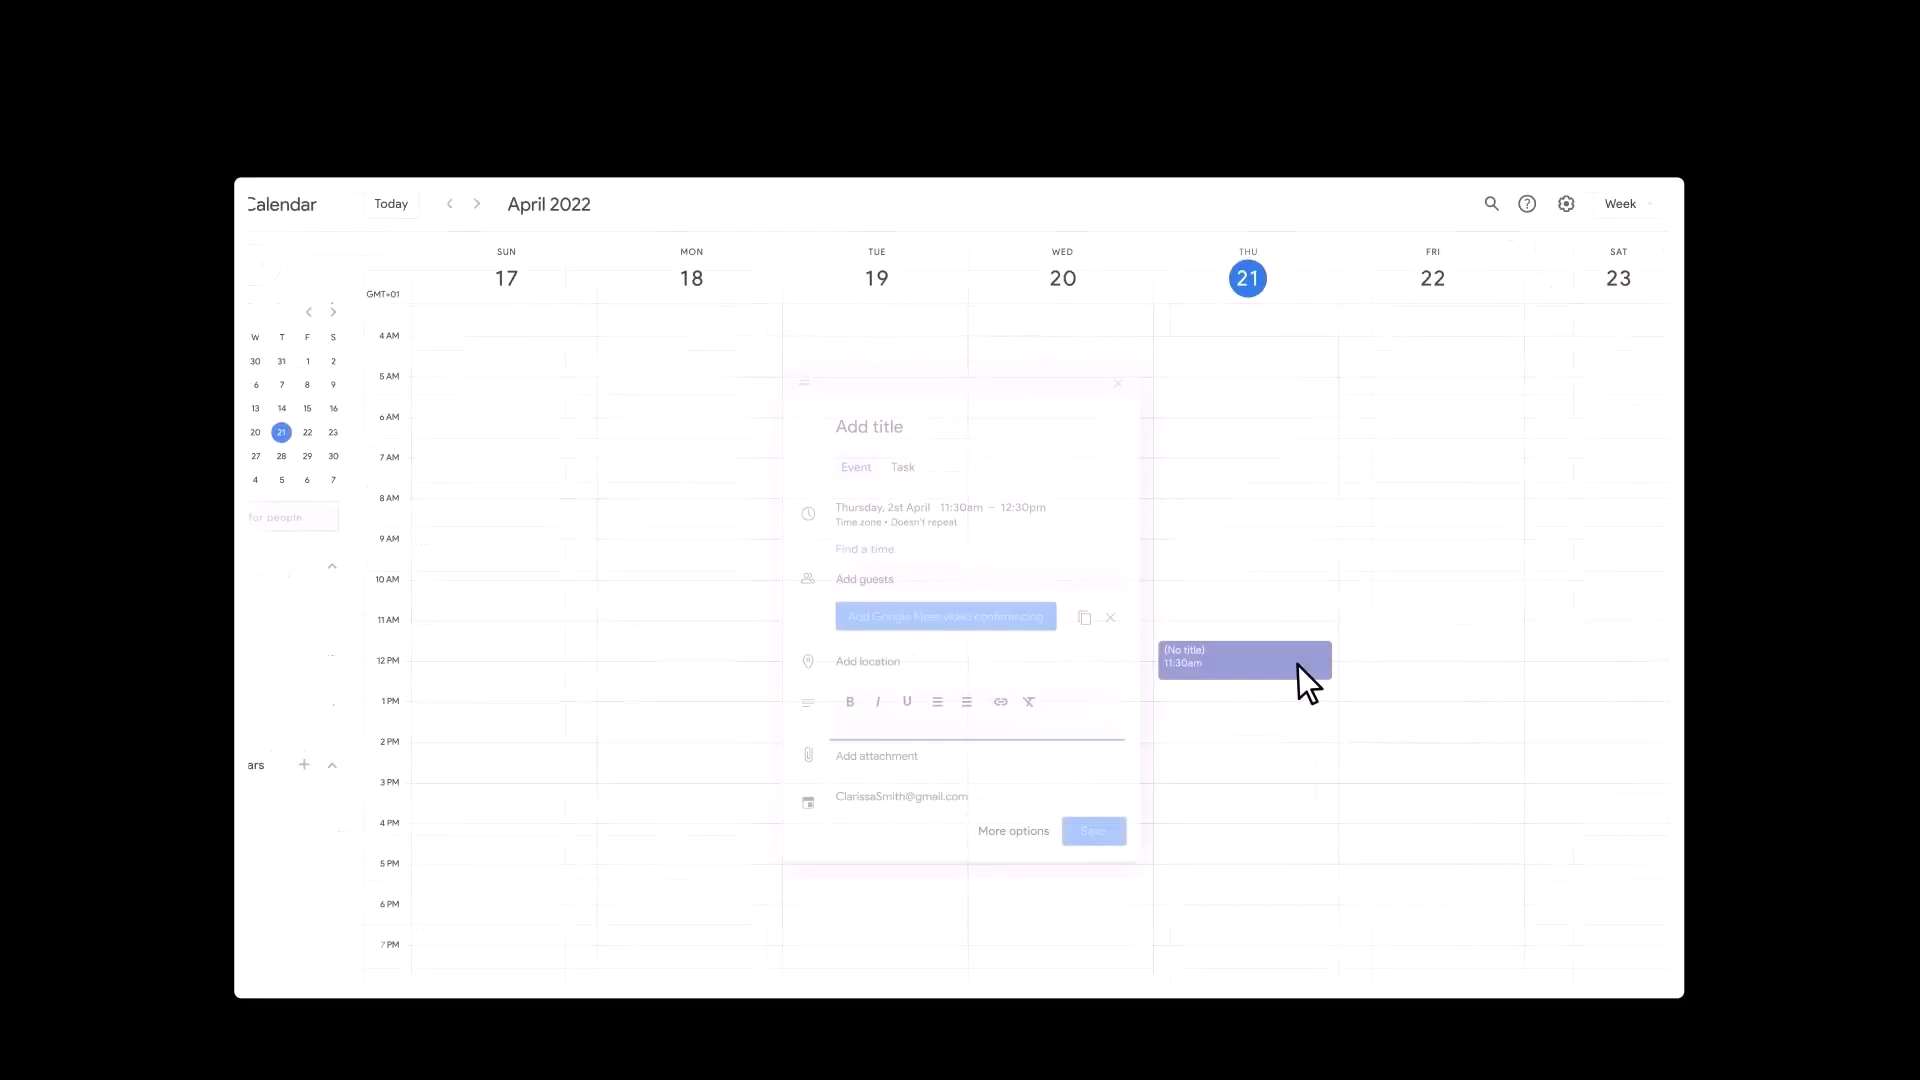 Calendar
Today
April 2022
Week
SUN MON TUE WED THU FRI SAT
17 18 19 20 21 22 23
GMT+01
W T F S
30 31 1 2
6 7 8 9
13 14 15 16
20 21 22 23
27 28 29 30
4 5 6 7
for people
ars
4 AM
5 AM
6 AM
7 AM
8 AM
9 AM
10 AM
11 AM
12 PM
1 PM
2 PM
3 PM
4 PM
5 PM
6 PM
7 PM
Add title
Event Task
Thursday, 2st April 11:30am – 12:30pm
Time zone • Doesn't repeat
Find a time
Add guests
Add Google Meet video conferencing
Add location
B I U
Add attachment
ClarissaSmith@gmail.com
More options Save
(No title)
11:30am